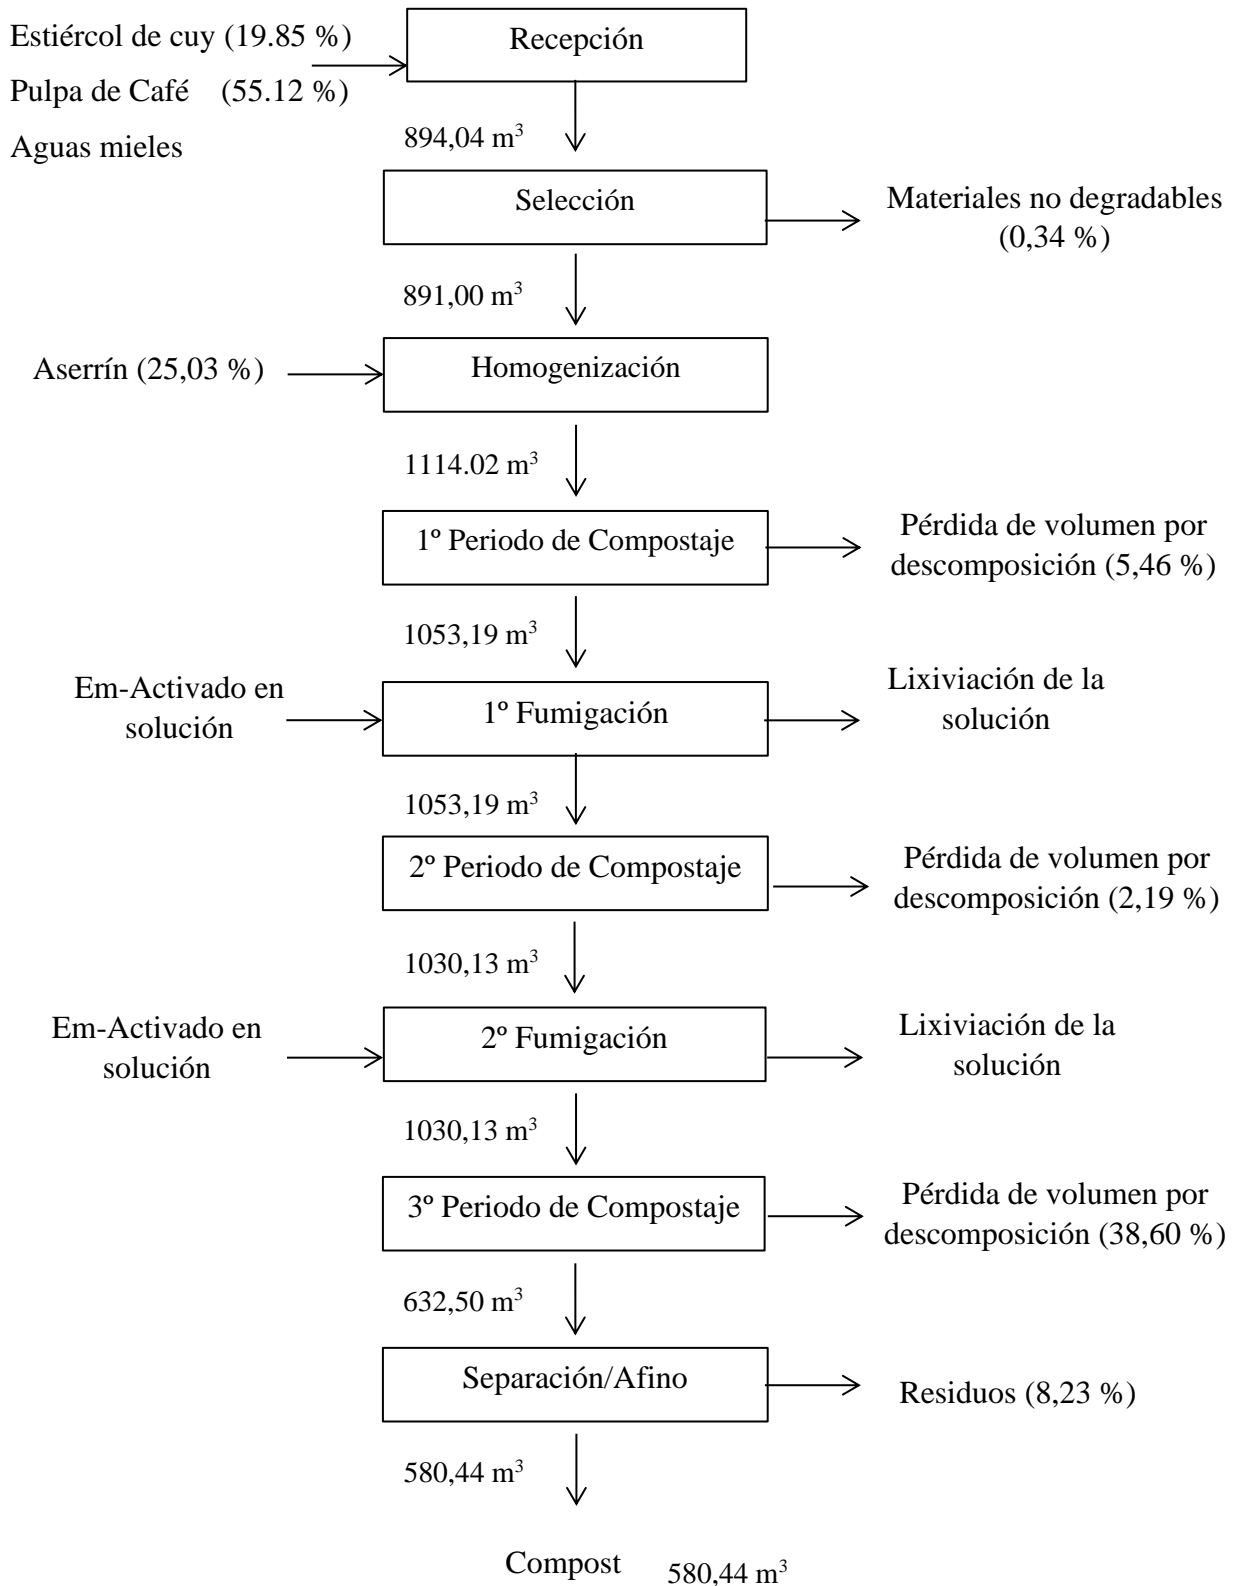 Estiércol de cuy (19.85 %)
Recepción
Pulpa de Café (55.12 %)
Aguas mieles
894,04 m³
Selección
Materiales no degradables
(0,34 %)
891,00 m³
Aserrín (25,03 %)
Homogenización
1114.02 m³
1º Periodo de Compostaje
Pérdida de volumen por
descomposición (5,46 %)
1053,19 m³
Em-Activado en
solución
1º Fumigación
Lixiviación de la
solución
1053,19 m³
2º Periodo de Compostaje
Pérdida de volumen por
descomposición (2,19 %)
1030,13 m³
Em-Activado en
solución
2º Fumigación
Lixiviación de la
solución
1030,13 m³
3º Periodo de Compostaje
Pérdida de volumen por
descomposición (38,60 %)
632,50 m³
Separación/Afino
Residuos (8,23 %)
580,44 m³
Compost 580,44 m³